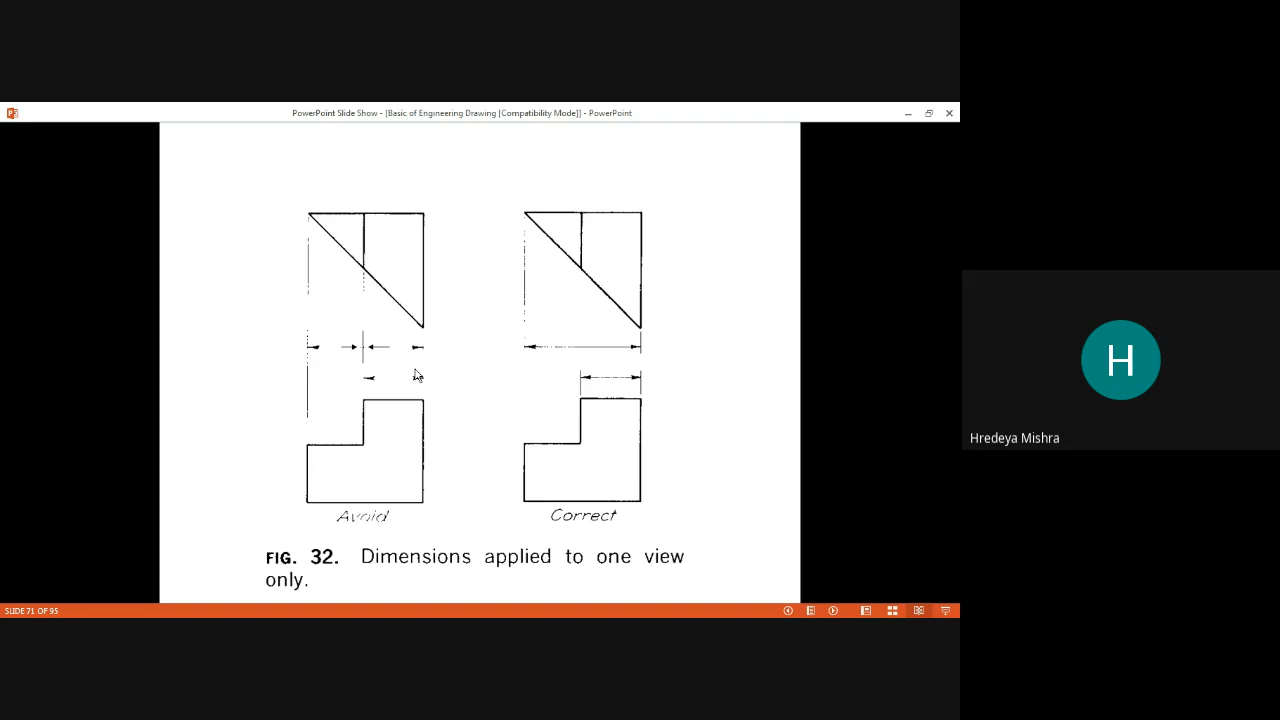 PowerPoint Slide Show - [Basic of Engineering Drawing [Compatibility Mode]] - PowerPoint
Avoid
Correct
FIG. 32. Dimensions applied to one view
only.
SLIDE 71 OF 95
H
Hredeya Mishra